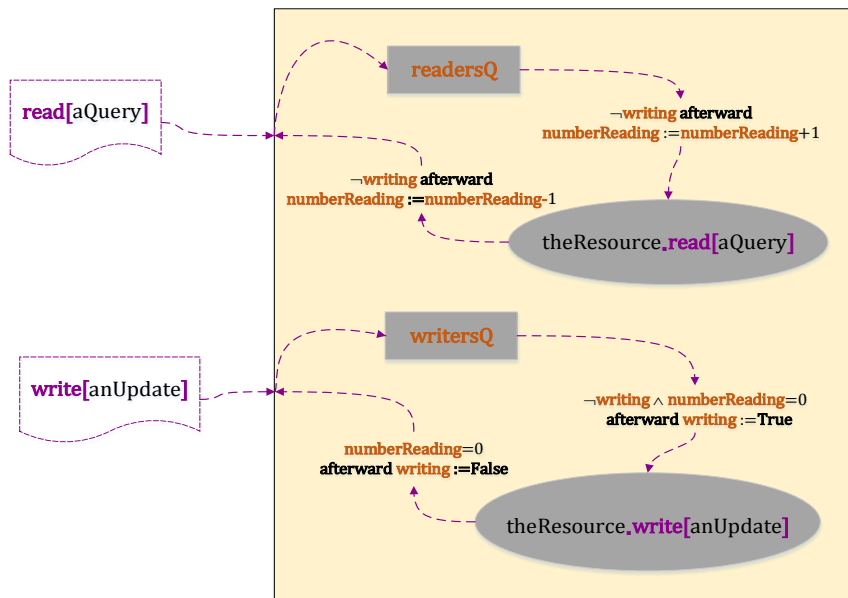 readersQ
read[aQuery]
¬writing afterward
numberReading :=numberReading+1
¬writing afterward
numberReading :=numberReading-1
theResource.read[aQuery]
writersQ
write[anUpdate]
¬writing ∧ numberReading=0
afterward writing :=True
numberReading=0
afterward writing :=False
theResource.write[anUpdate]